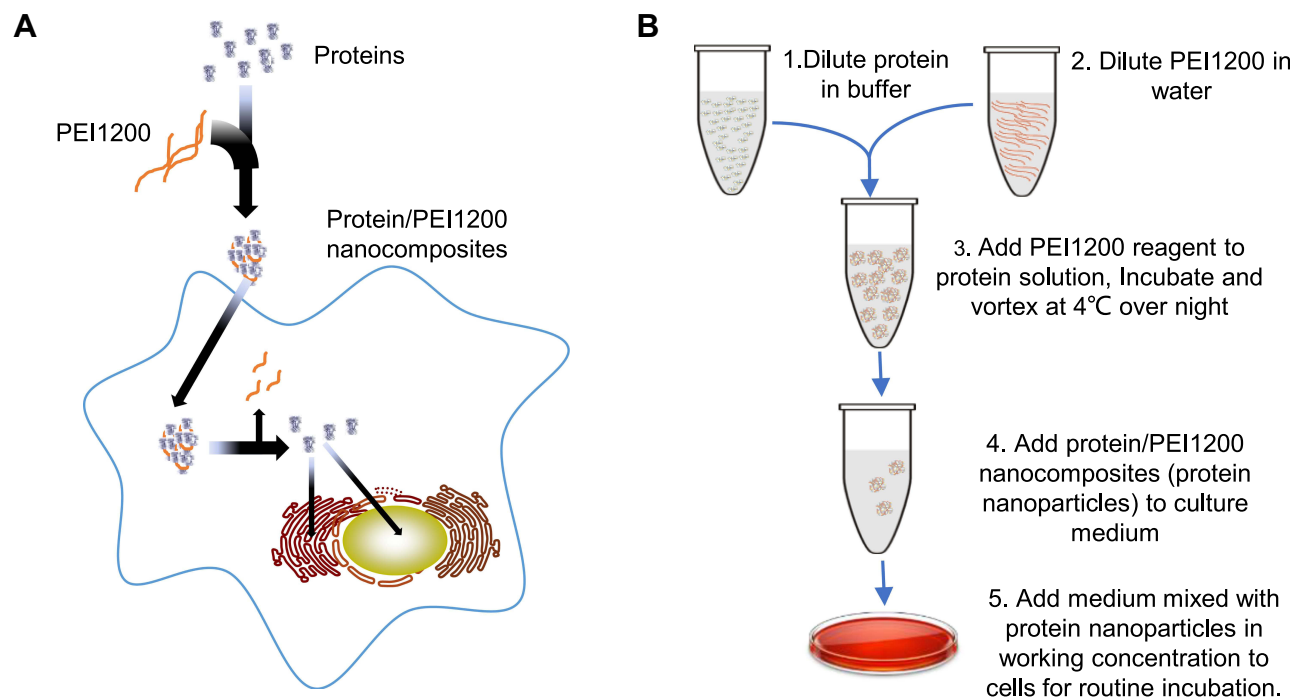 A
Proteins
PEI1200
Protein/PEI1200
nanocomposites
B
1.Dilute protein
in buffer
2. Dilute PEI1200 in
water
3. Add PEI1200 reagent to
protein solution, Incubate and
vortex at 4℃ over night
4. Add protein/PEI1200
nanocomposites (protein
nanoparticles) to culture
medium
5. Add medium mixed with
protein nanoparticles in
working concentration to
cells for routine incubation.